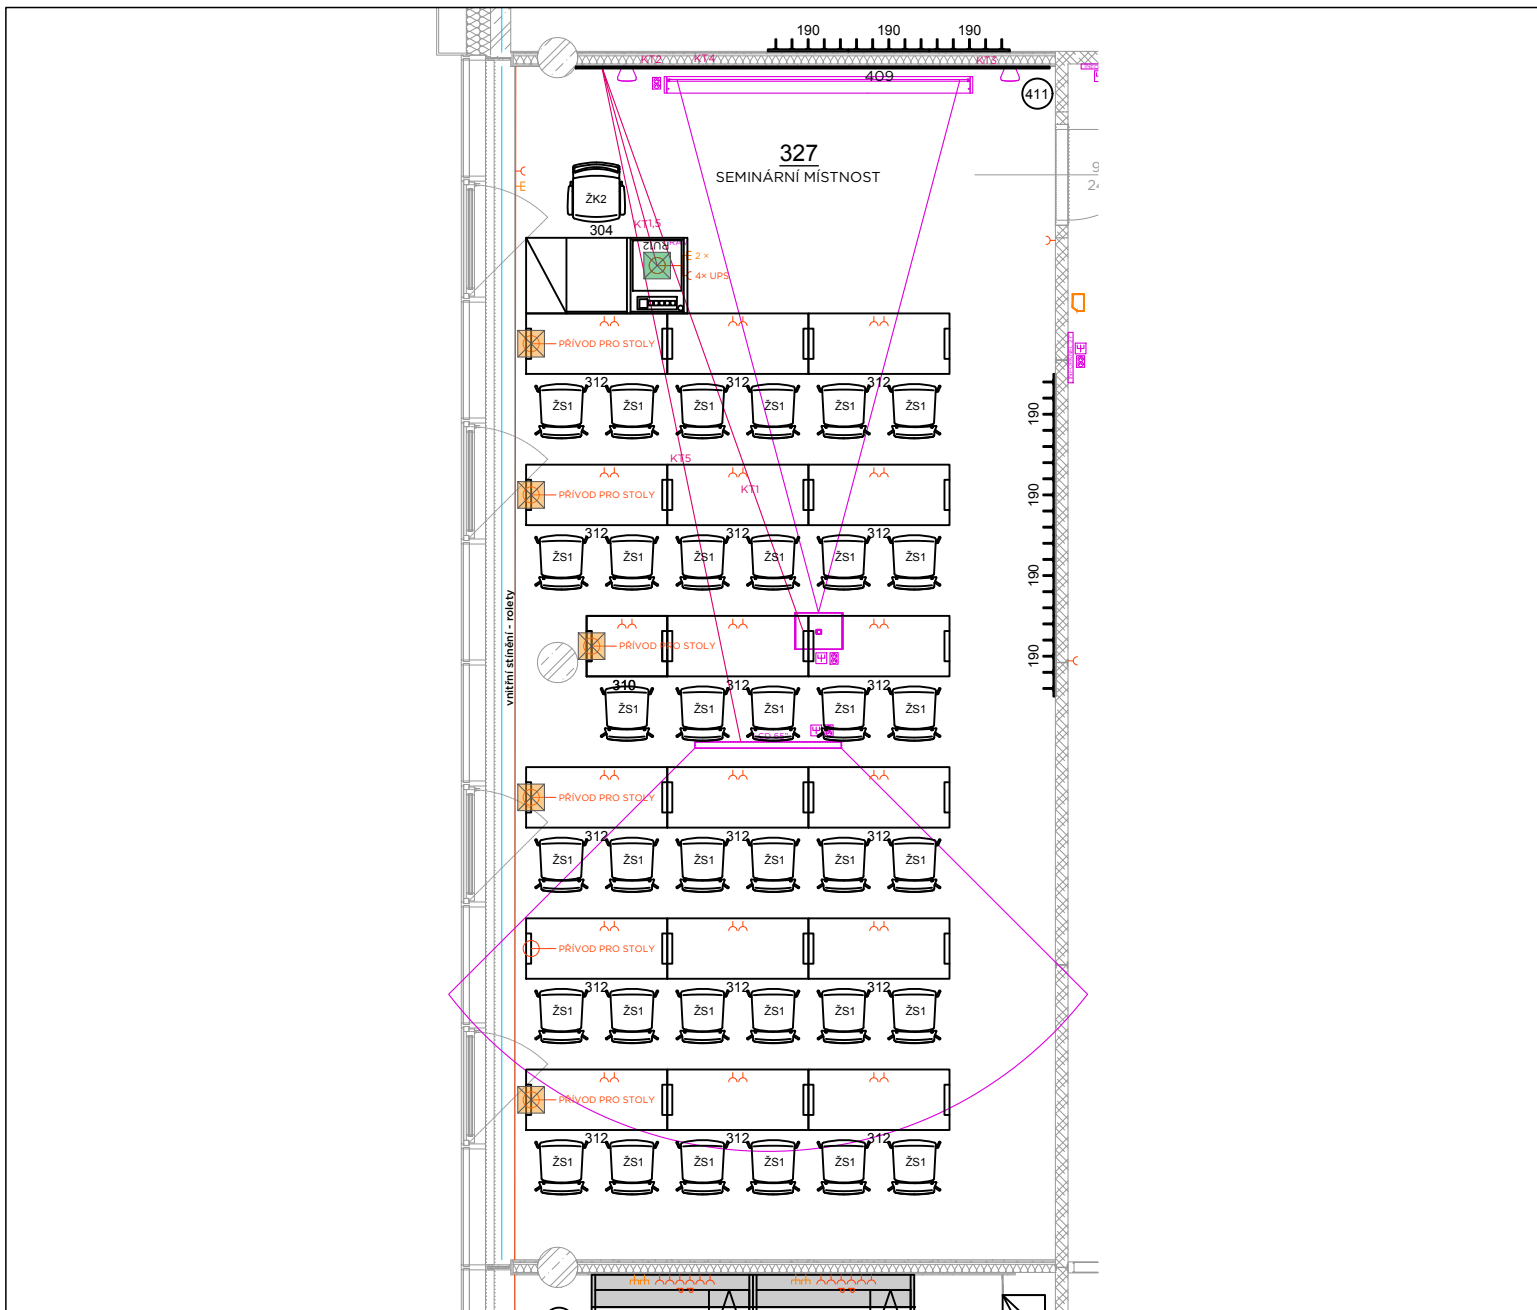 190 190 190
KT2 KT4 KT3
409
411
327
SEMINÁRNÍ MÍSTNOST
ŽK2
304
KT1,5
RU12
2 ×
4× UPS
PŘÍVOD PRO STOLY
312 312 312
ŽS1 ŽS1 ŽS1 ŽS1 ŽS1 ŽS1
190
KT5
KT1
PŘÍVOD PRO STOLY
190
312 312 312
ŽS1 ŽS1 ŽS1 ŽS1 ŽS1 ŽS1
190
vnitřní stínění - rolety
PŘÍVOD PRO STOLY
190
310 312 312
ŽS1 ŽS1 ŽS1 ŽS1 ŽS1
PŘÍVOD PRO STOLY
312 312 312
ŽS1 ŽS1 ŽS1 ŽS1 ŽS1 ŽS1
PŘÍVOD PRO STOLY
312 312 312
ŽS1 ŽS1 ŽS1 ŽS1 ŽS1 ŽS1
PŘÍVOD PRO STOLY
312 312 312
ŽS1 ŽS1 ŽS1 ŽS1 ŽS1 ŽS1